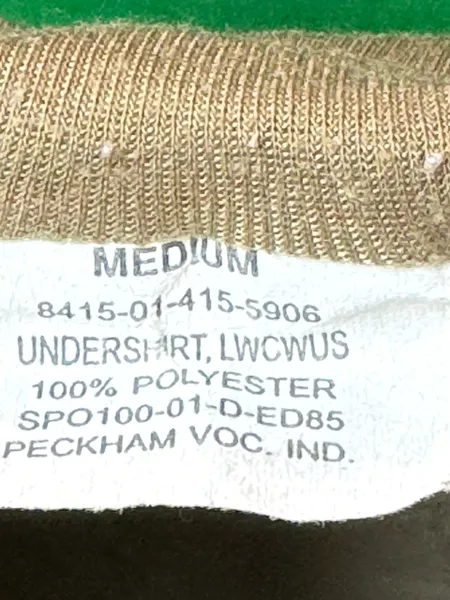 MEDIUM
8415-01-415-5906
UNDERSHIRT, LWCWUS
100% POLYESTER
SPO100-01-D-ED85
PECKHAM VOC. IND.